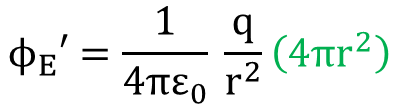 ϕE′ = 1/4πε0 q/r² (4πr²)